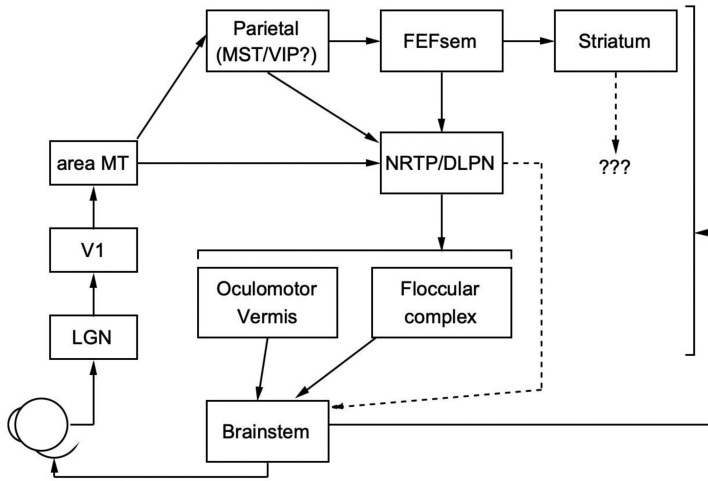 Parietal
(MST/VIP?)
FEFsem
Striatum
area MT
NRTP/DLPN
???
V1
Oculomotor
Vermis
Floccular
complex
LGN
Brainstem